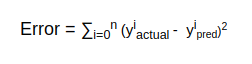 Error = ∑i=0ⁿ (yⁱactual - yⁱpred)²